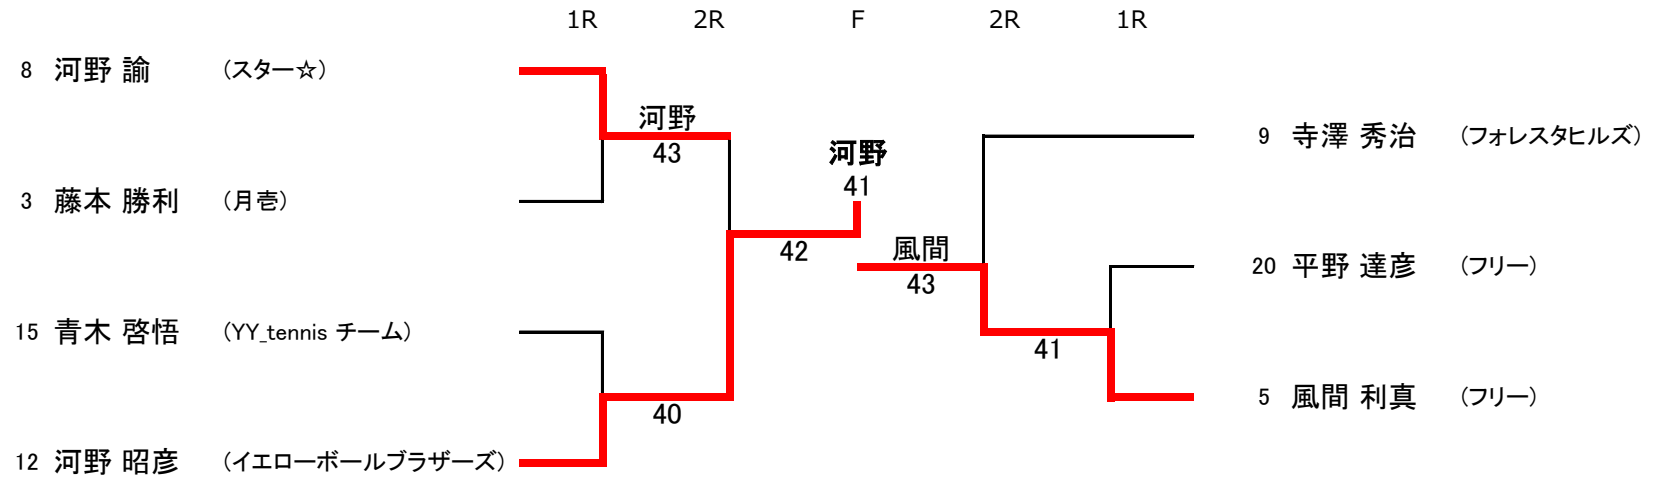 1R 2R F 2R 1R
8 河野 諭 (スター☆)
河野
43
3 藤本 勝利 (月壱)
15 青木 啓悟 (YY_tennis チーム)
40
12 河野 昭彦 (イエローボールブラザーズ)
42
河野
41
風間
43
41
9 寺澤 秀治 (フォレスタヒルズ)
20 平野 達彦 (フリー)
5 風間 利真 (フリー)